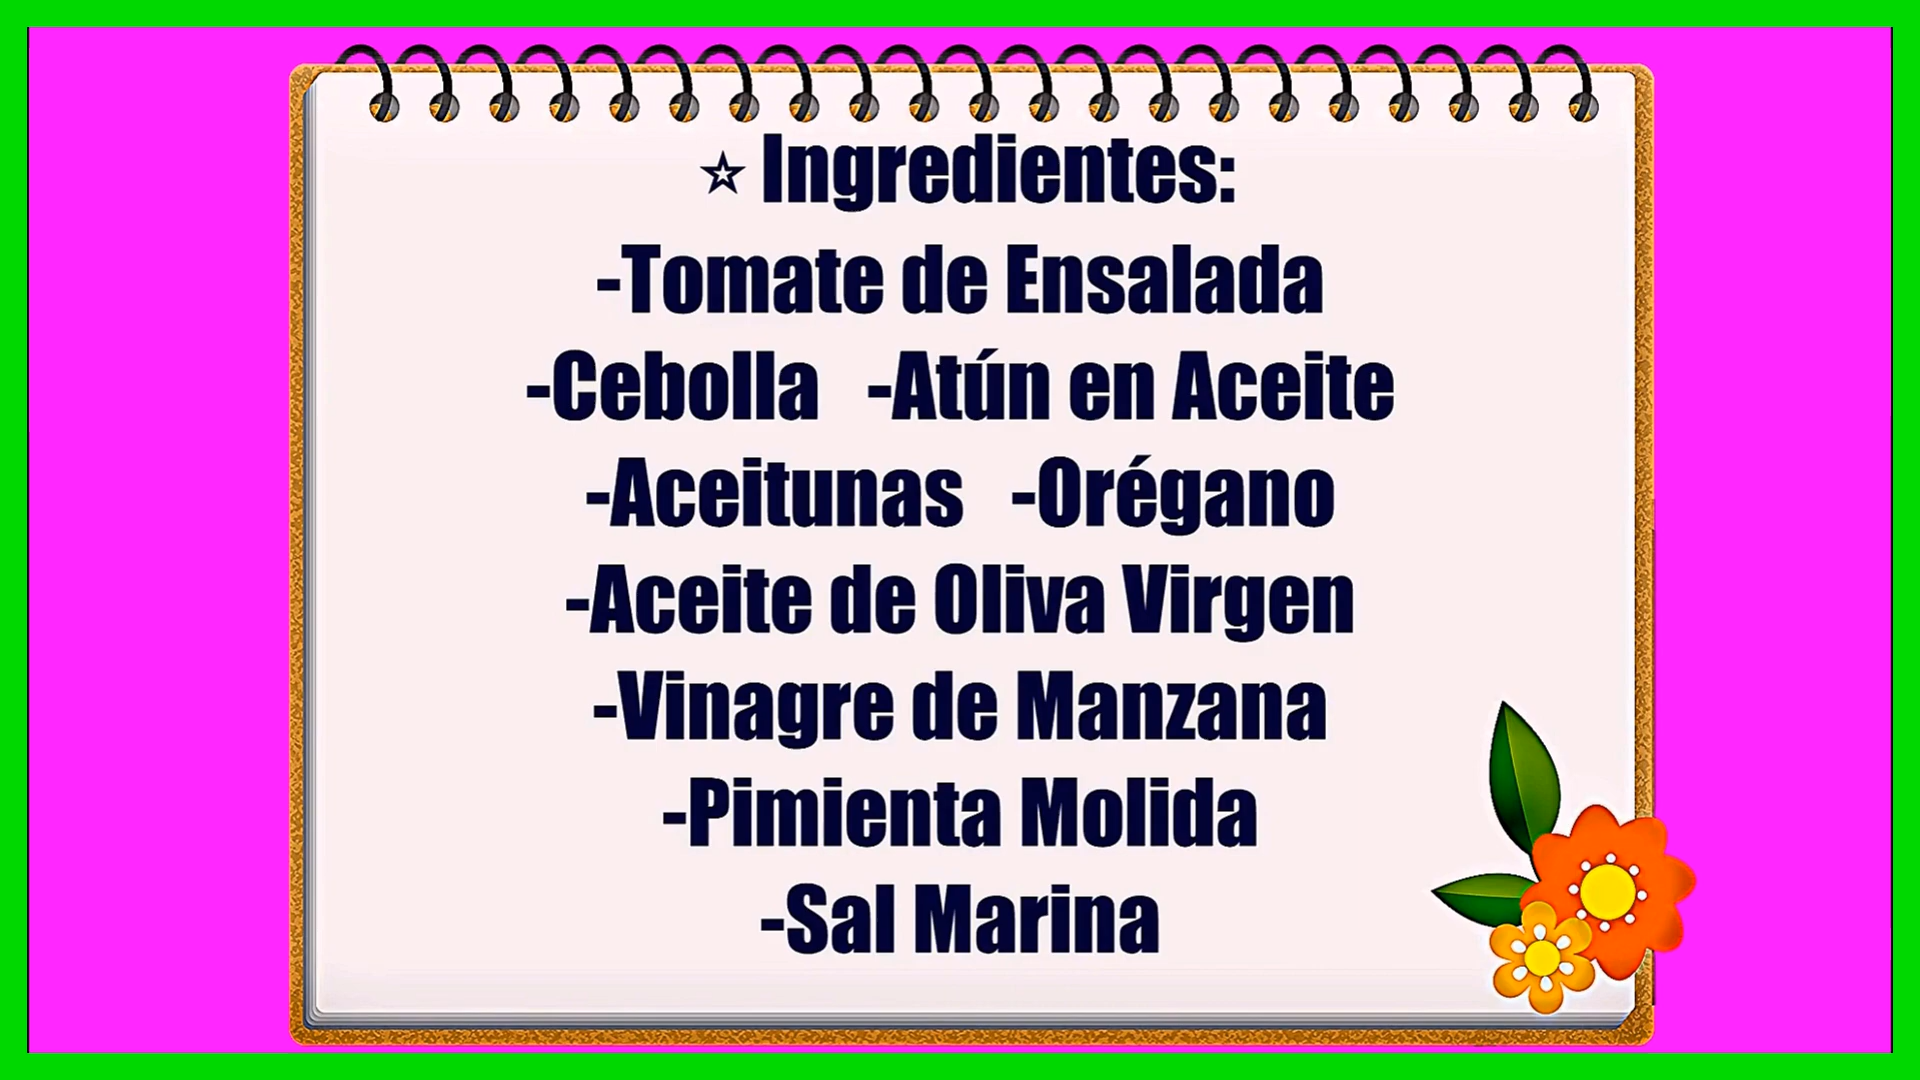 ☆ Ingredientes:
-Tomate de Ensalada
-Cebolla -Atún en Aceite
-Aceitunas -Orégano
-Aceite de Oliva Virgen
-Vinagre de Manzana
-Pimienta Molida
-Sal Marina